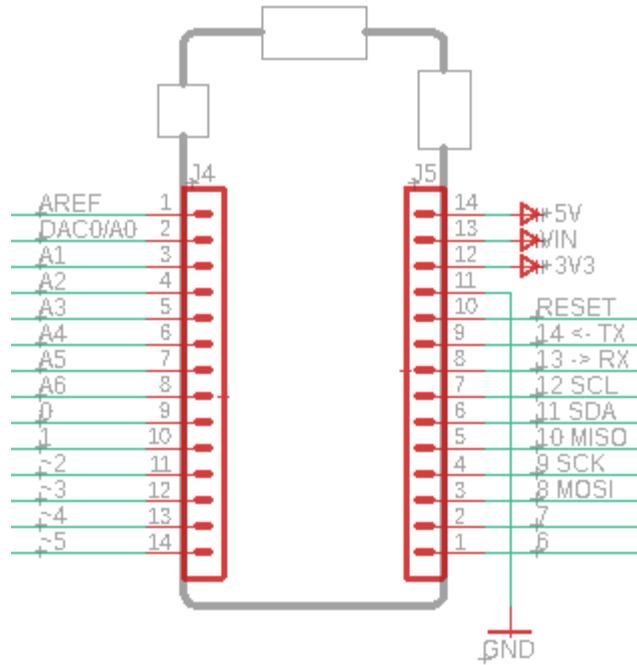 J4 J5
AREF 1 14 +5V
DAC0/A0 2 13 VIN
A1 3 12 +3V3
A2 4 11
A3 5 10 RESET
A4 6 9 14 <- TX
A5 7 8 13 -> RX
A6 8 7 12 SCL
0 9 6 11 SDA
1 10 5 10 MISO
~2 11 4 9 SCK
~3 12 3 8 MOSI
~4 13 2 7
~5 14 1 6
GND